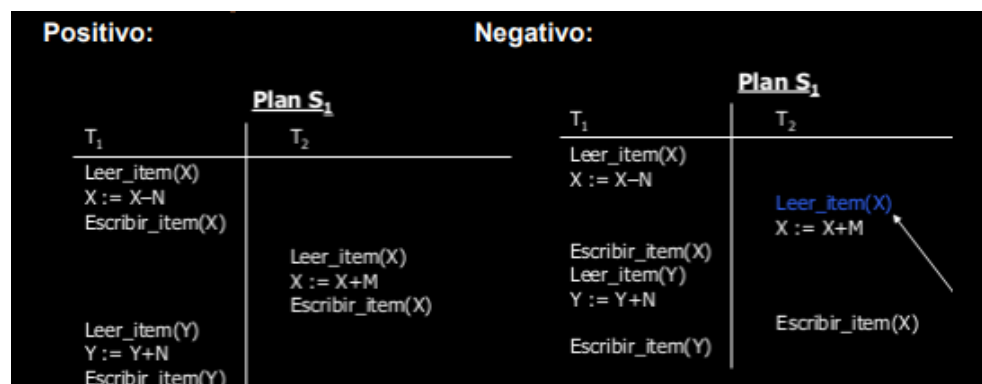 Positivo:
Negativo:
Plan S₁
T₁ T₂
Leer_item(X)
X := X–N
Escribir_item(X)
Leer_item(X)
X := X+M
Escribir_item(X)
Leer_item(Y)
Y := Y+N
Escribir_item(Y)
Plan S₁
T₁ T₂
Leer_item(X)
X := X–N
Leer_item(X)
X := X+M
Escribir_item(X)
Leer_item(Y)
Y := Y+N
Escribir_item(X)
Escribir_item(Y)